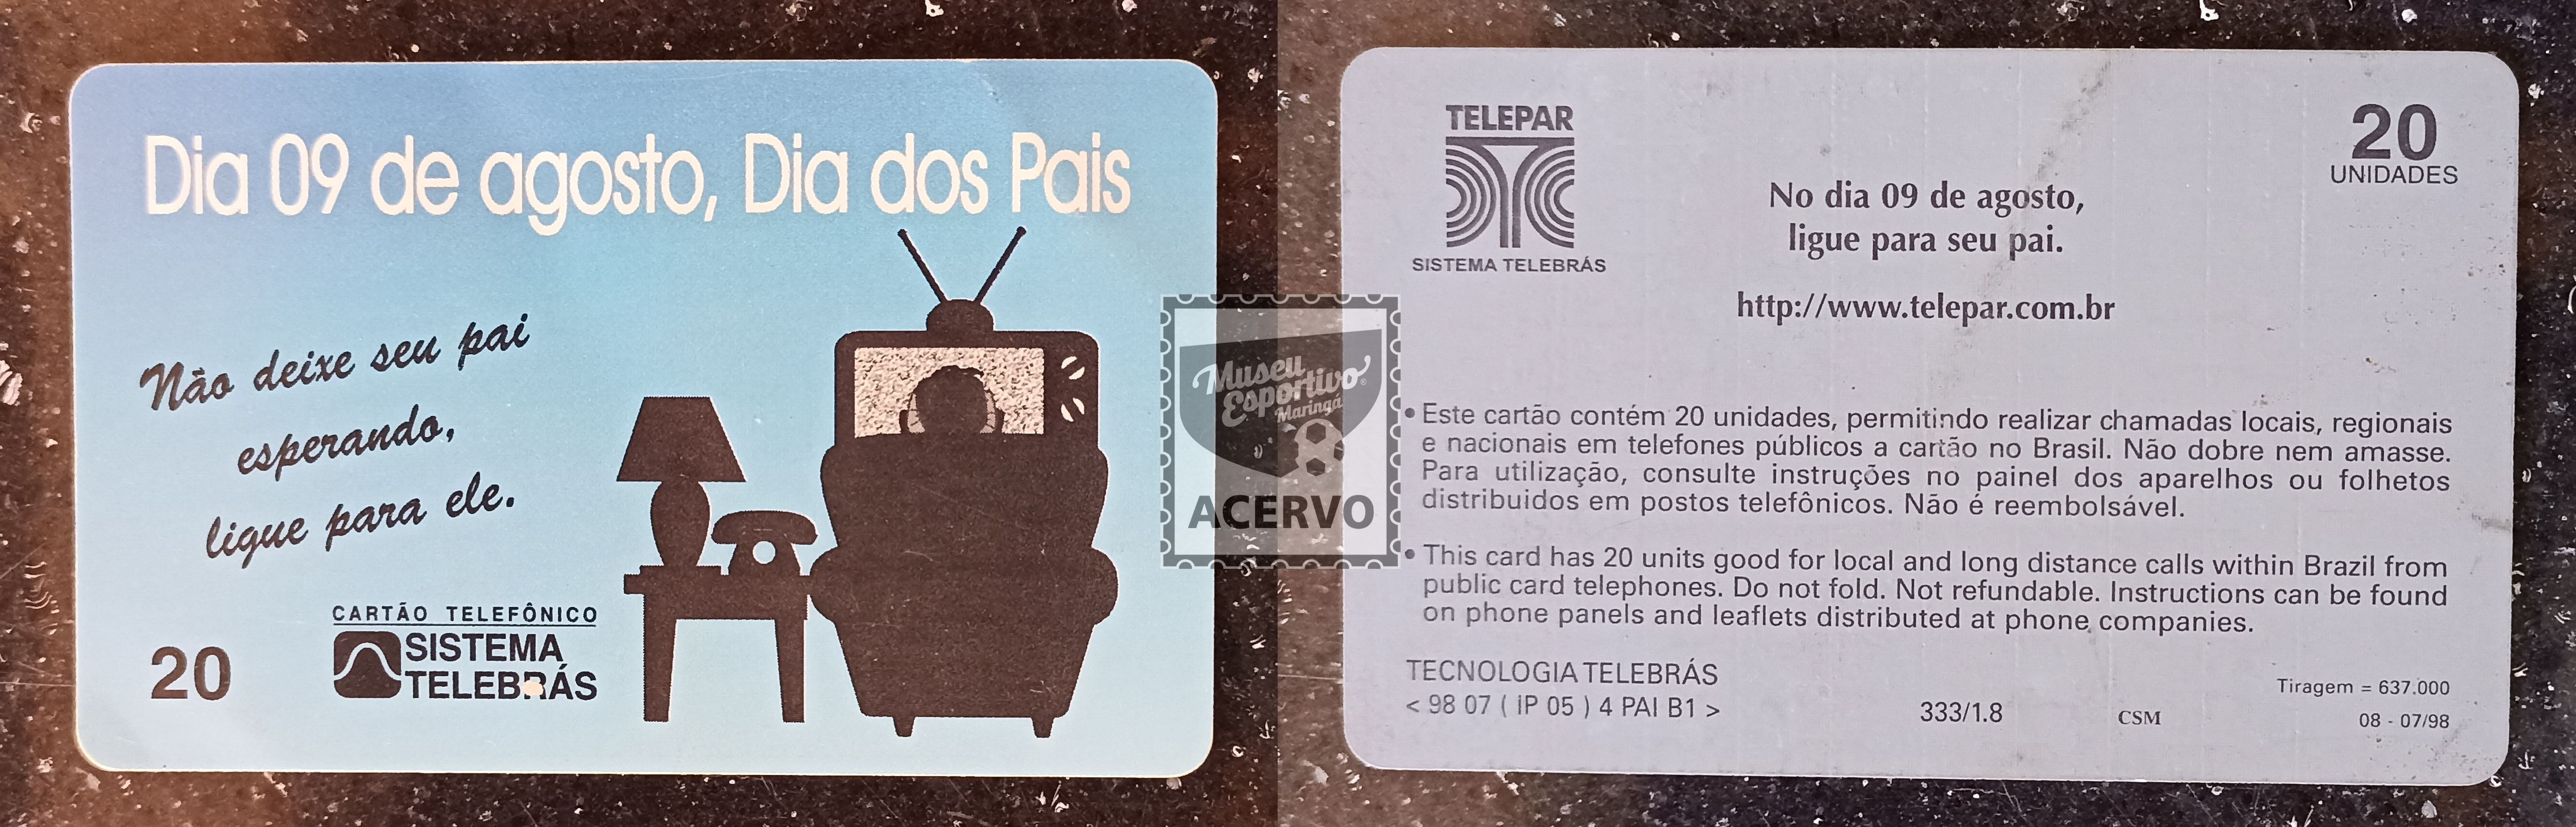 Dia 09 de agosto, Dia dos Pais
Não deixe seu pai
esperando,
ligue para ele.
CARTÃO TELEFÔNICO
SISTEMA
TELEBRÁS
20
Museu
Esportivo
Maringá
ACERVO
TELEPAR
SISTEMA TELEBRÁS
20
UNIDADES
No dia 09 de agosto,
ligue para seu pai.
http://www.telepar.com.br
• Este cartão contém 20 unidades, permitindo realizar chamadas locais, regionais
e nacionais em telefones públicos a cartão no Brasil. Não dobre nem amasse.
Para utilização, consulte instruções no painel dos aparelhos ou folhetos
distribuidos em postos telefônicos. Não é reembolsável.
• This card has 20 units good for local and long distance calls within Brazil from
public card telephones. Do not fold. Not refundable. Instructions can be found
on phone panels and leaflets distributed at phone companies.
TECNOLOGIA TELEBRÁS
< 98 07 ( IP 05 ) 4 PAI B1 >
333/1.8
CSM
Tiragem = 637.000
08 - 07/98